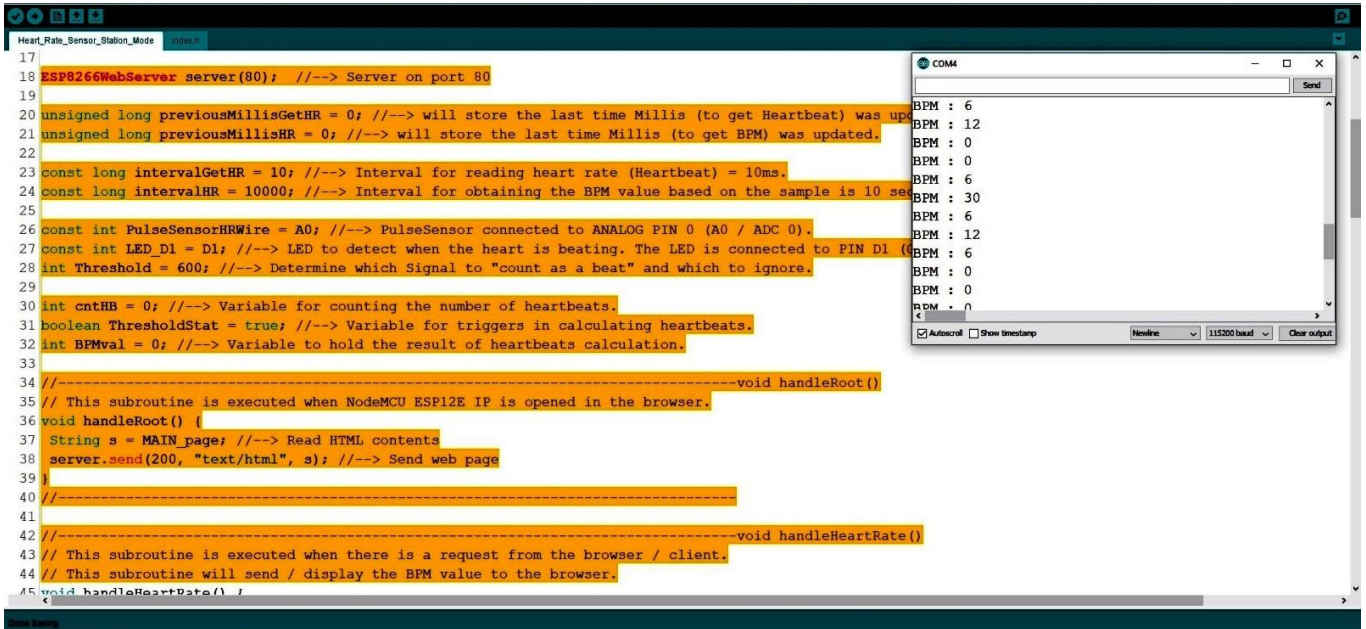 Heart_Rate_Sensor_Station_Mode index.h
17
18 ESP8266WebServer server(80); //--> Server on port 80
19
20 unsigned long previousMillisGetHR = 0; //--> will store the last time Millis (to get Heartbeat) was upd
21 unsigned long previousMillisHR = 0; //--> will store the last time Millis (to get BPM) was updated.
22
23 const long intervalGetHR = 10; //--> Interval for reading heart rate (Heartbeat) = 10ms.
24 const long intervalHR = 10000; //--> Interval for obtaining the BPM value based on the sample is 10 sec
25
26 const int PulseSensorHRWire = A0; //--> PulseSensor connected to ANALOG PIN 0 (A0 / ADC 0).
27 const int LED_D1 = D1; //--> LED to detect when the heart is beating. The LED is connected to PIN D1 (G
28 int Threshold = 600; //--> Determine which Signal to "count as a beat" and which to ignore.
29
30 int cntHB = 0; //--> Variable for counting the number of heartbeats.
31 boolean ThresholdStat = true; //--> Variable for triggers in calculating heartbeats.
32 int BPMval = 0; //--> Variable to hold the result of heartbeats calculation.
33
34 //--------------------------------------------------------------------------------void handleRoot()
35 // This subroutine is executed when NodeMCU ESP12E IP is opened in the browser.
36 void handleRoot() {
37 String s = MAIN_page; //--> Read HTML contents
38 server.send(200, "text/html", s); //--> Send web page
39 }
40 //--------------------------------------------------------------------------------
41
42 //--------------------------------------------------------------------------------void handleHeartRate()
43 // This subroutine is executed when there is a request from the browser / client.
44 // This subroutine will send / display the BPM value to the browser.
45 void handleHeartRate() {
Done Saving.
COM4
Send
BPM : 6
BPM : 12
BPM : 0
BPM : 0
BPM : 6
BPM : 30
BPM : 6
BPM : 12
BPM : 6
BPM : 0
BPM : 0
BPM : 0
Autoscroll Show timestamp Newline 115200 baud Clear output